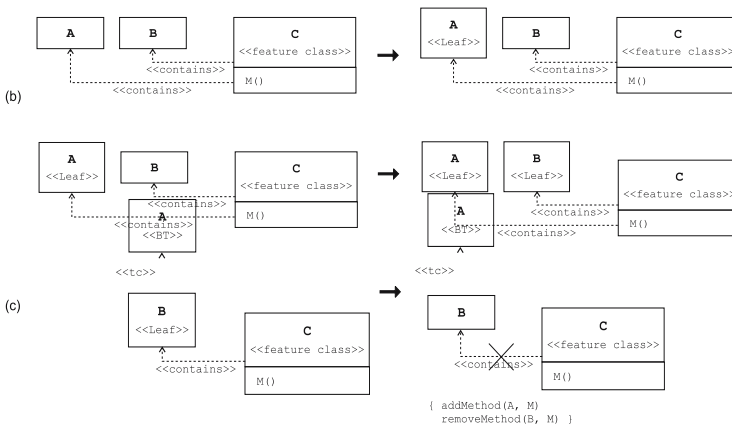 A
B
C
<<feature class>>
<<contains>>
M()
<<contains>>
A
<<Leaf>>
B
C
<<feature class>>
<<contains>>
M()
<<contains>>
(b)
A
<<Leaf>>
B
C
<<feature class>>
<<contains>>
A
<<contains>>
M()
<<BT>>
<<tc>>
A
<<Leaf>>
B
<<Leaf>>
C
<<feature class>>
<<contains>>
A
M()
<<BT>>
<<contains>>
<<tc>>
(c)
B
<<Leaf>>
C
<<feature class>>
<<contains>>
M()
B
C
<<feature class>>
<<contains>>
M()
{ addMethod(A, M)
removeMethod(B, M) }